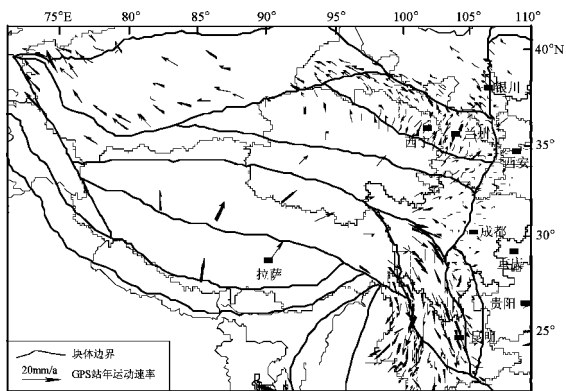 75°E 80° 85° 90° 95° 100° 105° 110°
40°N
银川
西宁
兰州
西安
35°
成都
30°
重庆
拉萨
贵阳
昆明
25°
块体边界
20mm/a
GPS站年运动速率